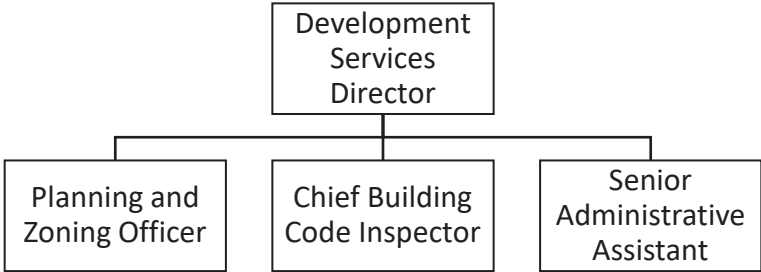 Development
Services
Director
Planning and
Zoning Officer
Chief Building
Code Inspector
Senior
Administrative
Assistant